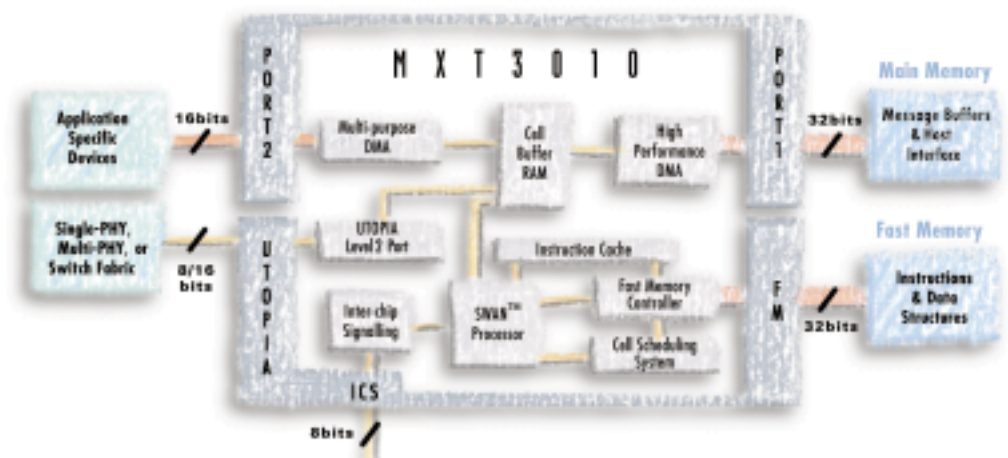 MXT3010
PORT2
PORT1
Main Memory
Application
Specific
Devices
16bits
Multi-purpose
DMA
Cell
Buffer
RAM
High
Performance
DMA
32bits
Message Buffers
& Host
Interface
Single-PHY,
Multi-PHY, or
Switch Fabric
8/16
bits
UTOPIA
UTOPIA
Level 2 Port
Instruction Cache
Fast Memory
Inter-chip
Signalling
SWAN™
Processor
Fast Memory
Controller
Cell Scheduling
System
FM
32bits
Instructions
& Data
Structures
ICS
8bits